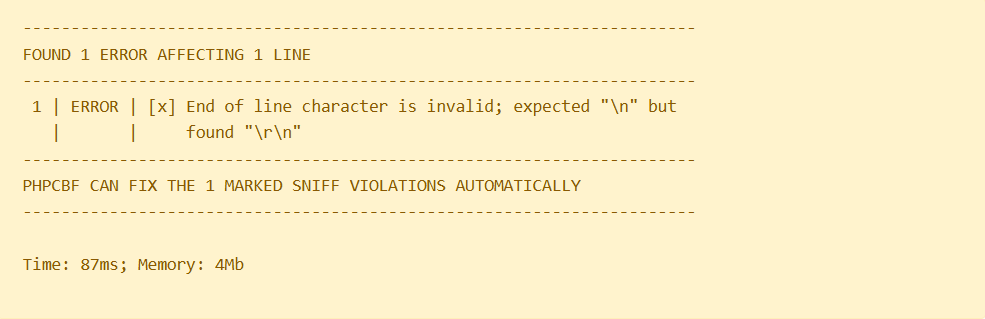 ----------------------------------------------------------------------
FOUND 1 ERROR AFFECTING 1 LINE
----------------------------------------------------------------------
 1 | ERROR | [x] End of line character is invalid; expected "\n" but
   |       |     found "\r\n"
----------------------------------------------------------------------
PHPCBF CAN FIX THE 1 MARKED SNIFF VIOLATIONS AUTOMATICALLY
----------------------------------------------------------------------
Time: 87ms; Memory: 4Mb